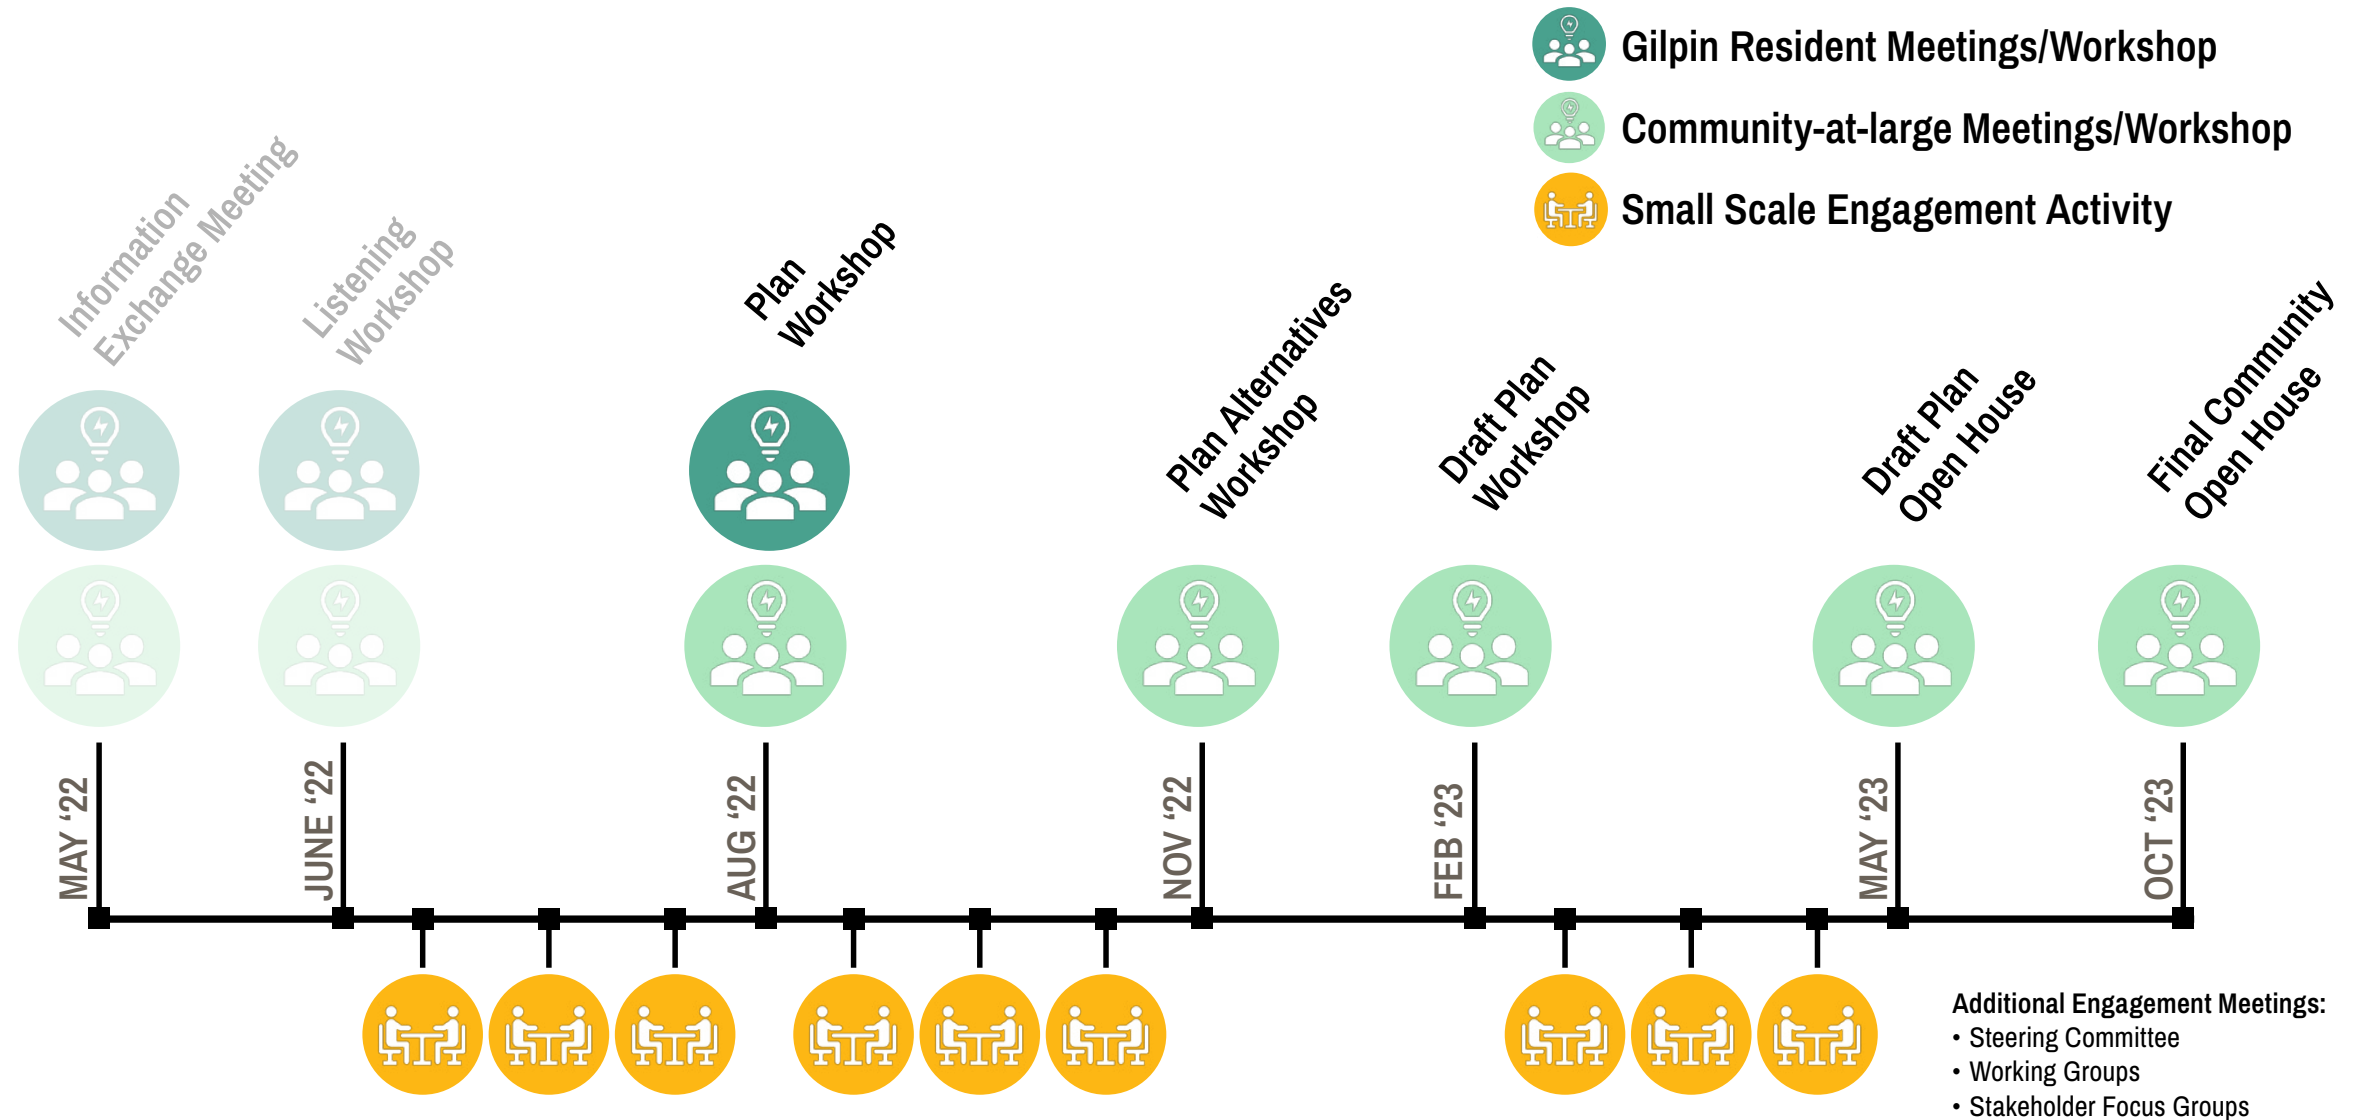 Gilpin Resident Meetings/Workshop
Community-at-large Meetings/Workshop
Small Scale Engagement Activity
Information
Exchange Meeting
Listening
Workshop
Plan
Workshop
Plan Alternatives
Workshop
Draft Plan
Workshop
Draft Plan
Open House
Final Community
Open House
MAY ‘22
JUNE ‘22
AUG ‘22
NOV ‘22
FEB ‘23
MAY ‘23
OCT ‘23
Additional Engagement Meetings:
• Steering Committee
• Working Groups
• Stakeholder Focus Groups